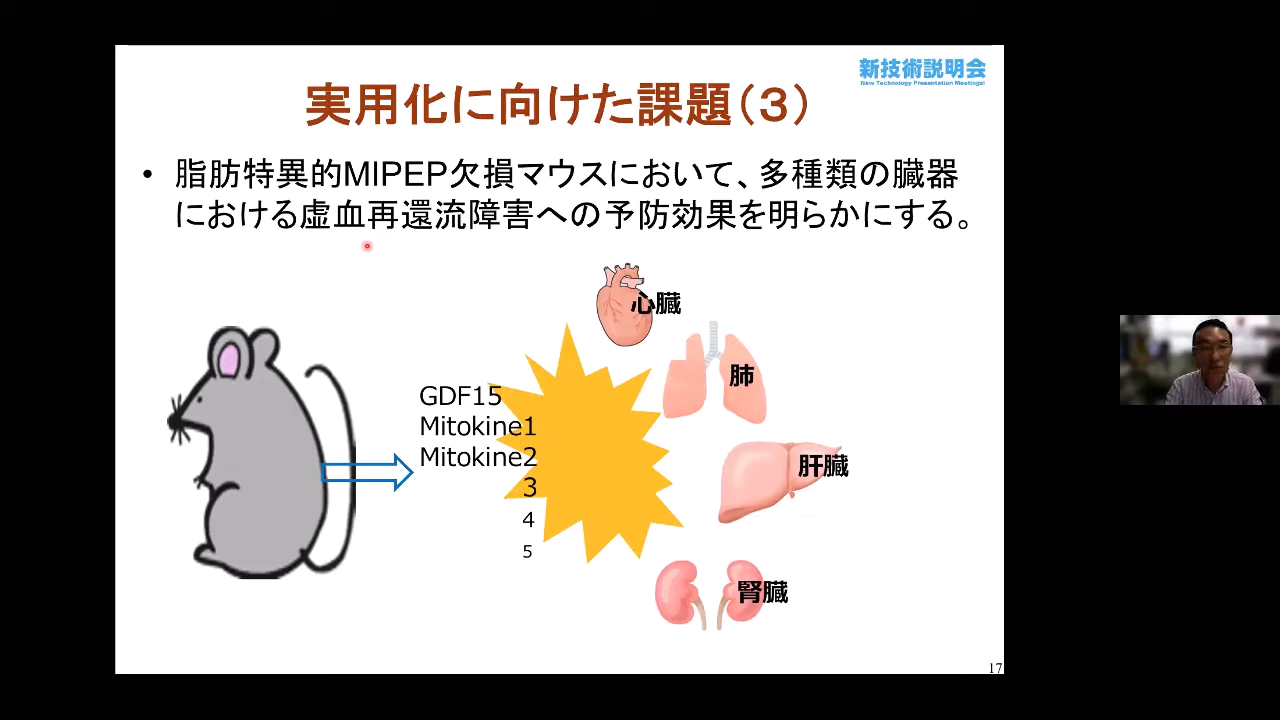 新技術説明会
New Technology Presentation Meetings!
実用化に向けた課題（３）
• 脂肪特異的MIPEP欠損マウスにおいて、多種類の臓器
における虚血再還流障害への予防効果を明らかにする。
心臓
肺
GDF15
Mitokine1
Mitokine2
3
4
5
肝臓
腎臓
17